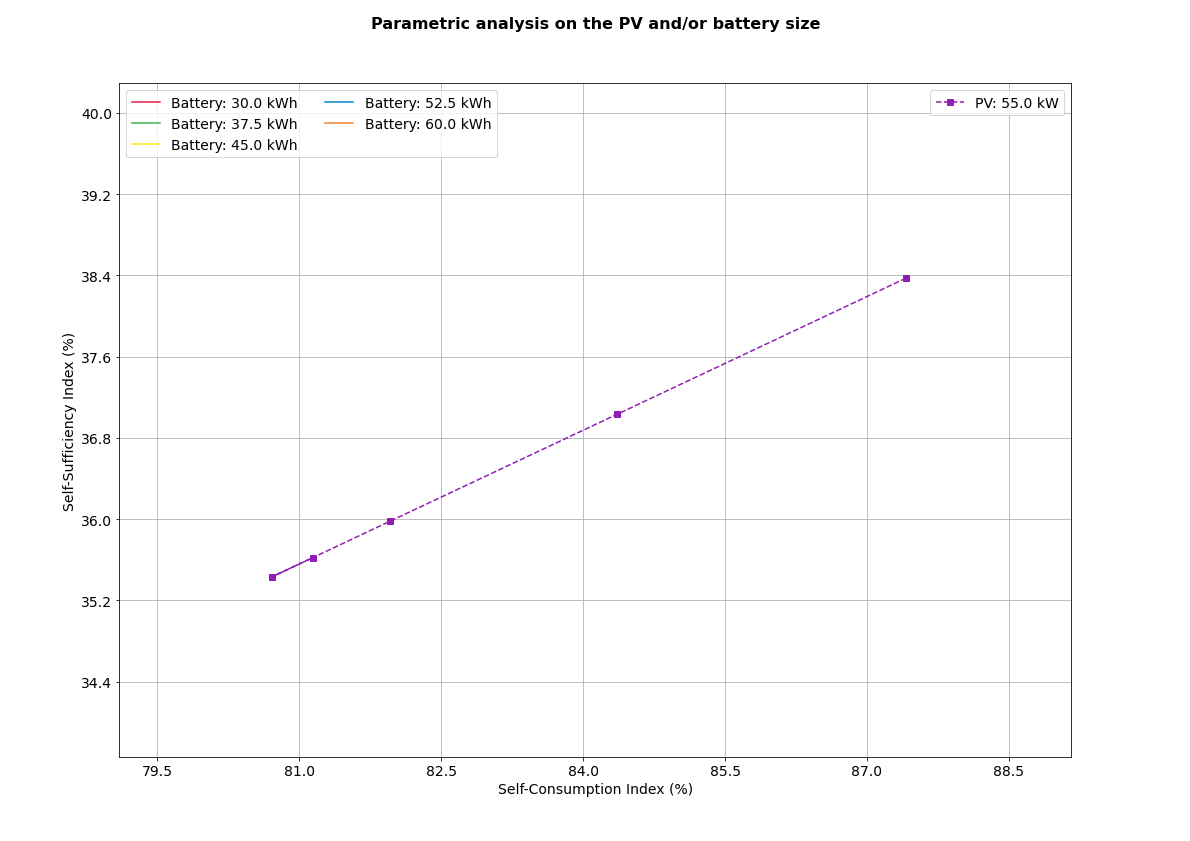 Parametric analysis on the PV and/or battery size
Battery: 30.0 kWh
Battery: 37.5 kWh
Battery: 45.0 kWh
Battery: 52.5 kWh
Battery: 60.0 kWh
PV: 55.0 kW
40.0
39.2
38.4
37.6
36.8
36.0
35.2
34.4
Self-Sufficiency Index (%)
79.5 81.0 82.5 84.0 85.5 87.0 88.5
Self-Consumption Index (%)